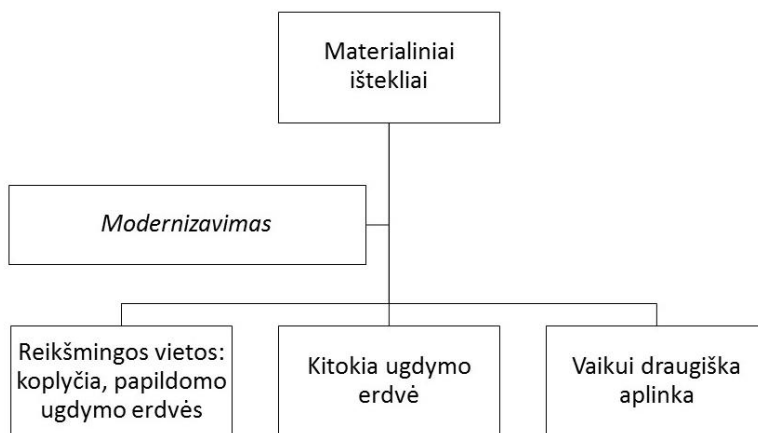 Materialiniai
ištekliai
Modernizavimas
Reikšmingos vietos:
koplyčia, papildomo
ugdymo erdvės
Kitokia ugdymo
erdvė
Vaikui draugiška
aplinka